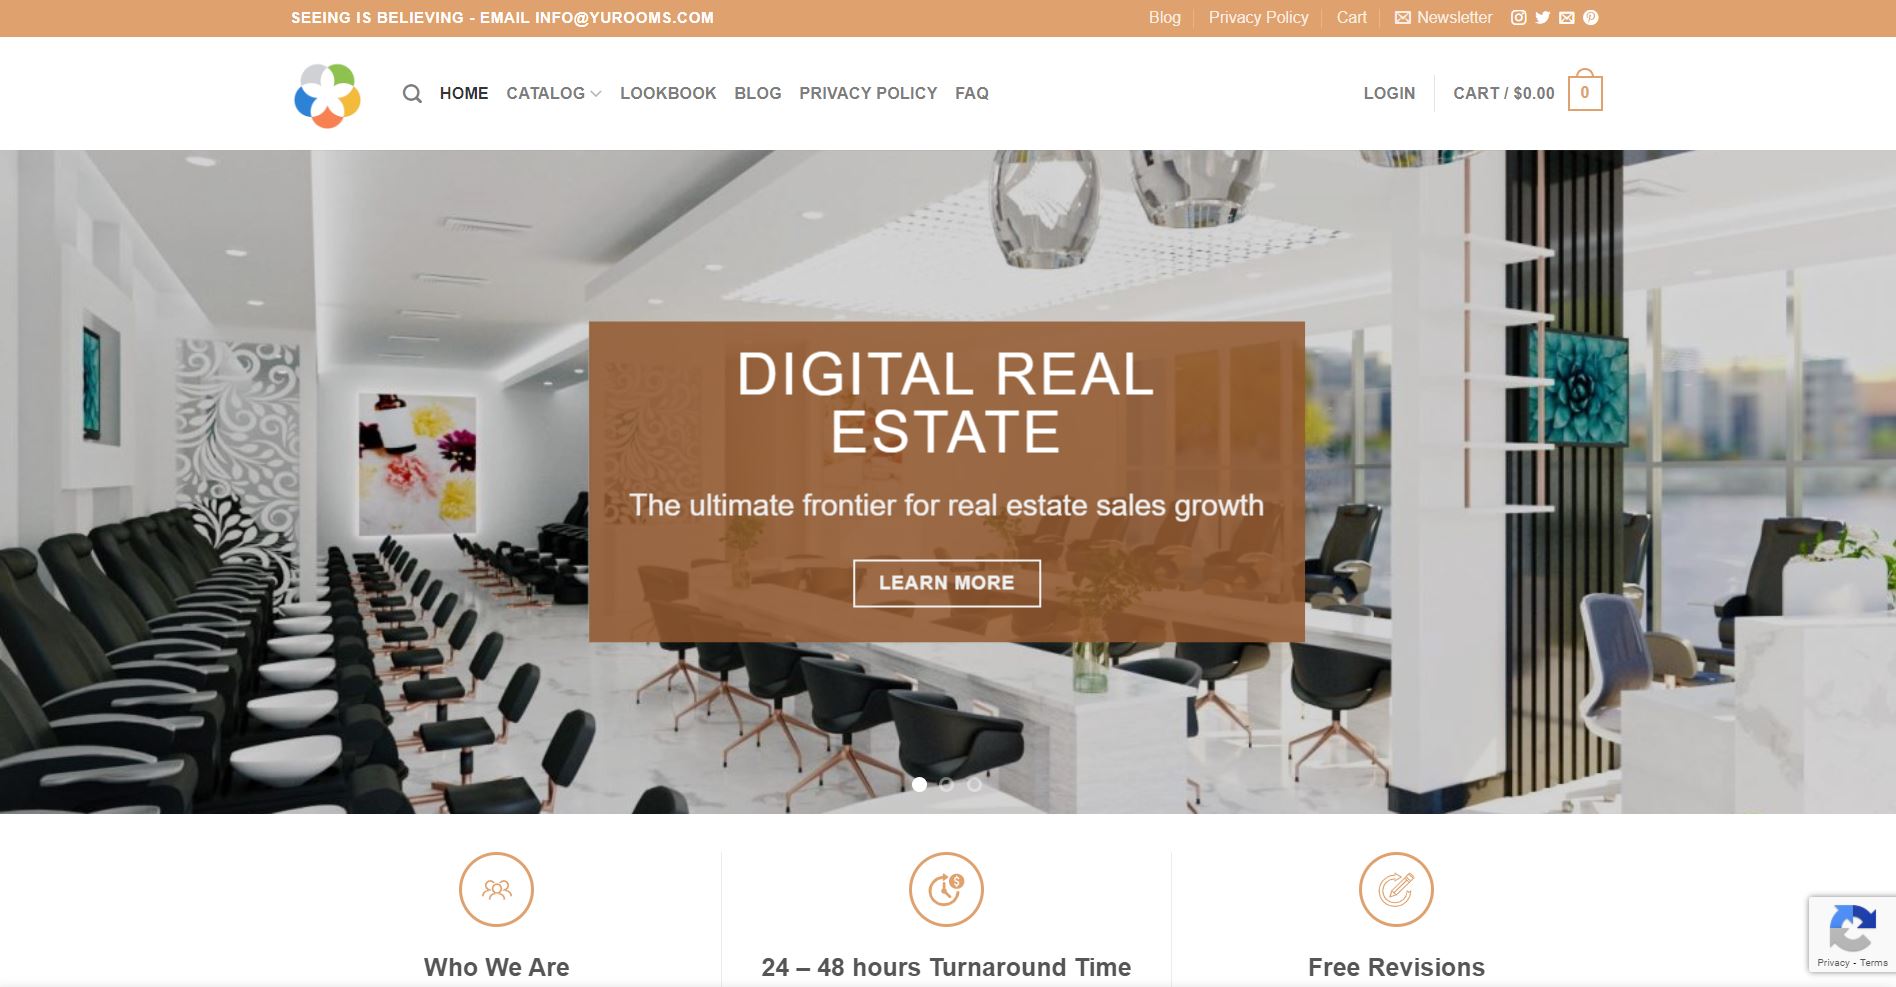 SEEING IS BELIEVING - EMAIL INFO@YUROOMS.COM
Blog
Privacy Policy
Cart
Newsletter
HOME
CATALOG
LOOKBOOK
BLOG
PRIVACY POLICY
FAQ
LOGIN
CART / $0.00
0
DIGITAL REAL
ESTATE
The ultimate frontier for real estate sales growth
LEARN MORE
$
Who We Are
24 – 48 hours Turnaround Time
Free Revisions
Privacy - Terms